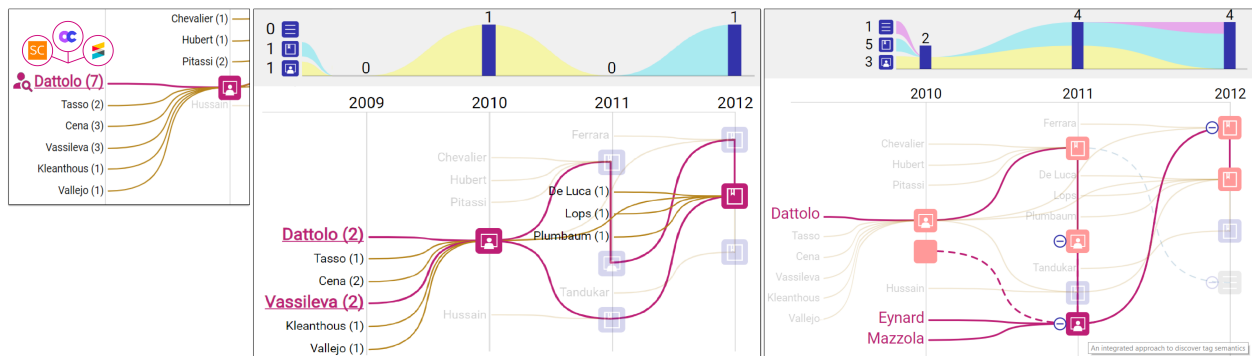 Chevalier (1)
Hubert (1)
Pitassi (2)
SC
Dattolo (7)
Hussain
Tasso (2)
Cena (3)
Vassileva (3)
Kleanthous (1)
Vallejo (1)
0
1
1
0
1
0
1
2009
2010
2011
2012
Ferrara
Chevalier
Hubert
Pitassi
De Luca (1)
Lops (1)
Plumbaum (1)
Dattolo (2)
Tasso (1)
Cena (2)
Vassileva (2)
Tandukar
Hussain
Kleanthous (1)
Vallejo (1)
1
5
3
2
4
4
2010
2011
2012
Ferrara
Chevalier
Hubert
Pitassi
De Luca
Lops
Plumbaum
Dattolo
Tasso
Cena
Vassileva
Kleanthous
Vallejo
Tandukar
Hussain
Eynard
Mazzola
An integrated approach to discover tag semantics